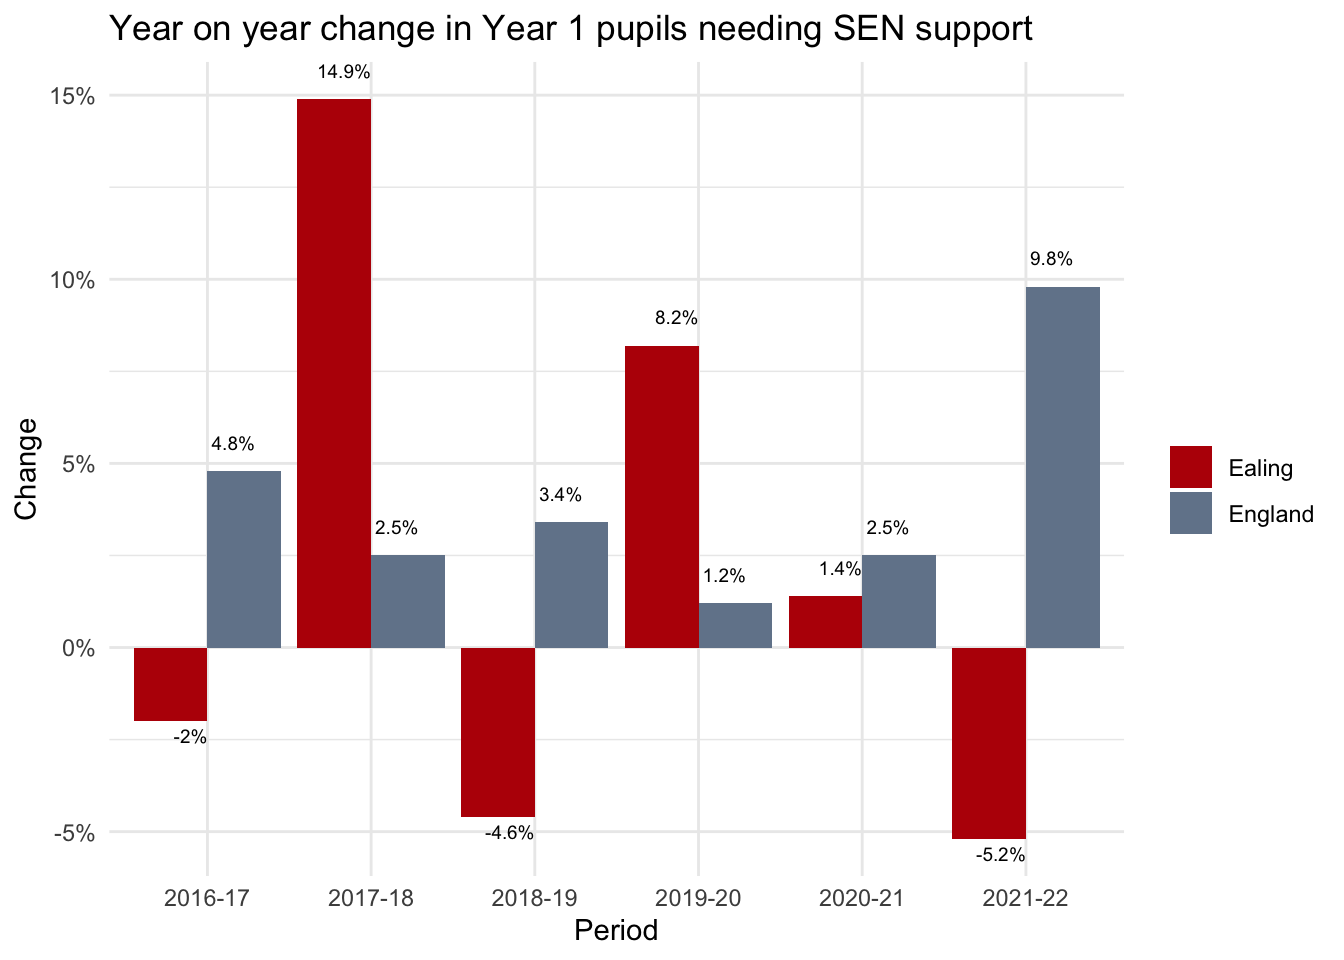 Year on year change in Year 1 pupils needing SEN support
14.9%
15%
10%
9.8%
8.2%
5%
4.8%
3.4%
2.5%
2.5%
1.4%
1.2%
0%
-2%
-4.6%
-5%
-5.2%
Change
Ealing
England
2016-17 2017-18 2018-19 2019-20 2020-21 2021-22
Period